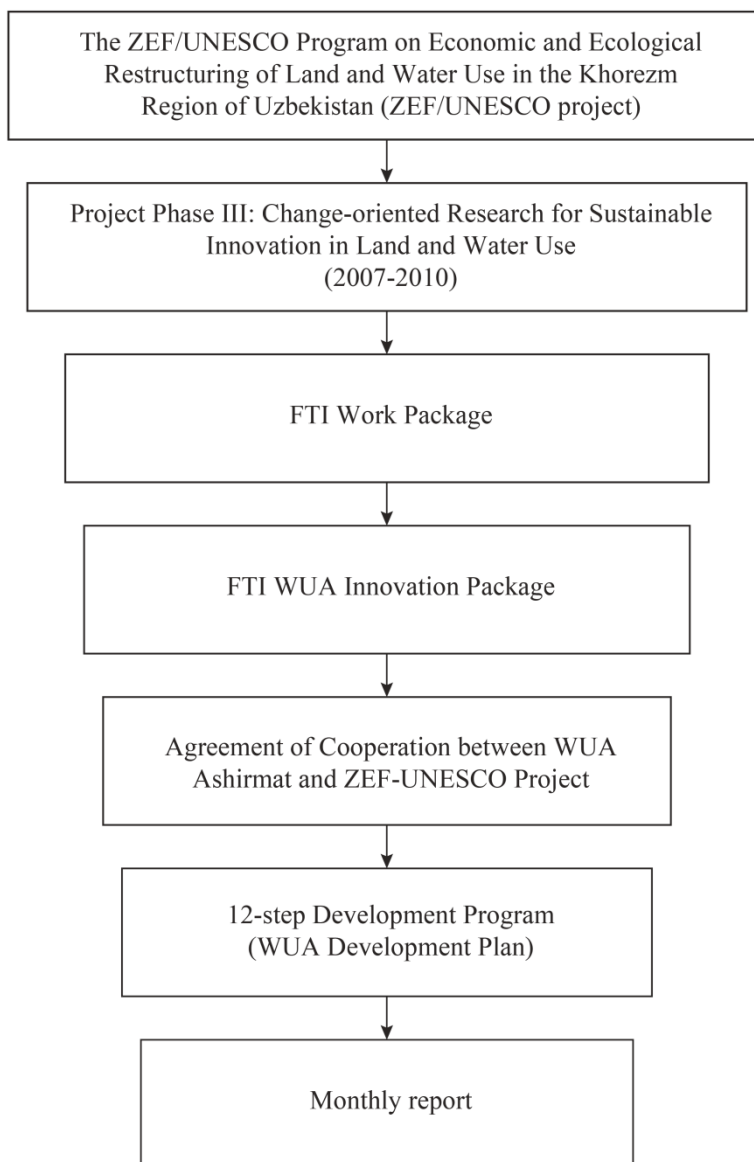 The ZEF/UNESCO Program on Economic and Ecological
Restructuring of Land and Water Use in the Khorezm
Region of Uzbekistan (ZEF/UNESCO project)
Project Phase III: Change-oriented Research for Sustainable
Innovation in Land and Water Use
(2007-2010)
FTI Work Package
FTI WUA Innovation Package
Agreement of Cooperation between WUA
Ashirmat and ZEF-UNESCO Project
12-step Development Program
(WUA Development Plan)
Monthly report